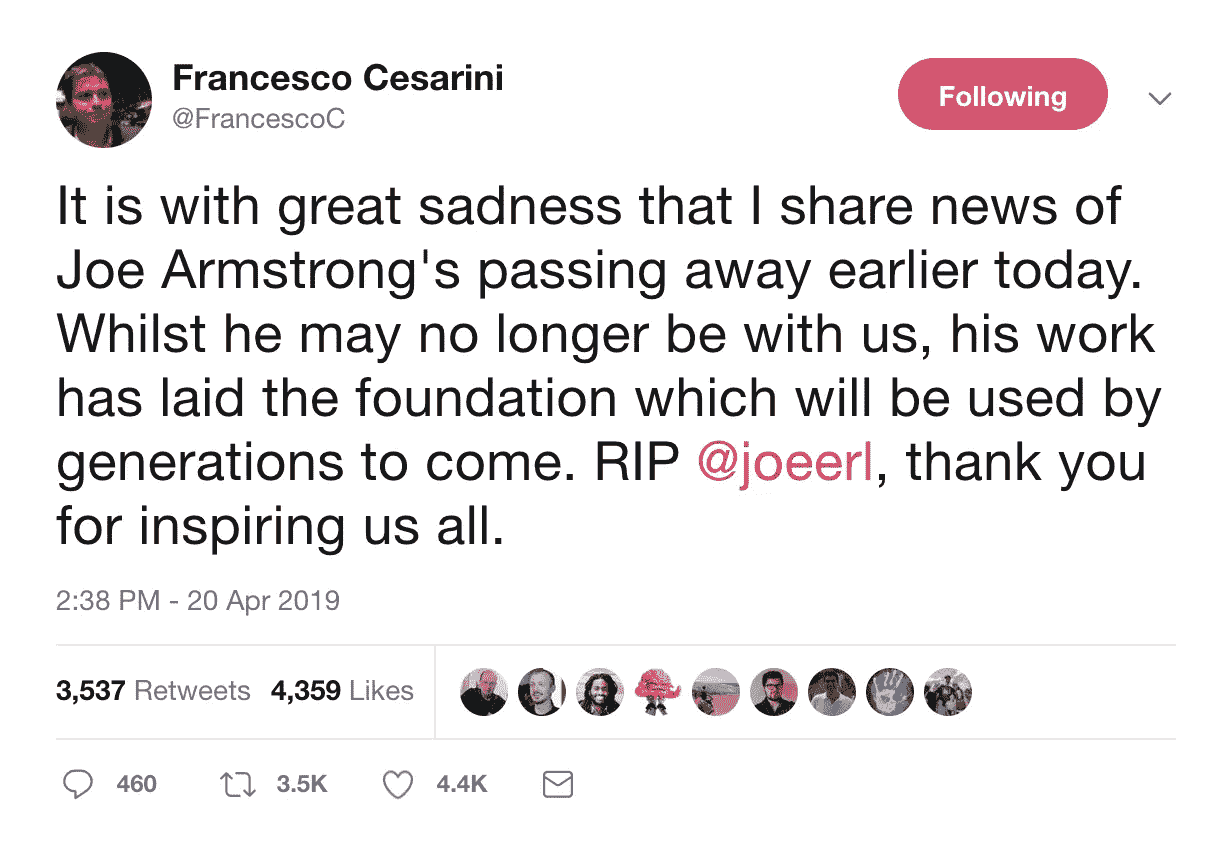 Francesco Cesarini
@FrancescoC
Following
It is with great sadness that I share news of
Joe Armstrong's passing away earlier today.
Whilst he may no longer be with us, his work
has laid the foundation which will be used by
generations to come. RIP @joeerl, thank you
for inspiring us all.
2:38 PM - 20 Apr 2019
3,537 Retweets 4,359 Likes
460 3.5K 4.4K